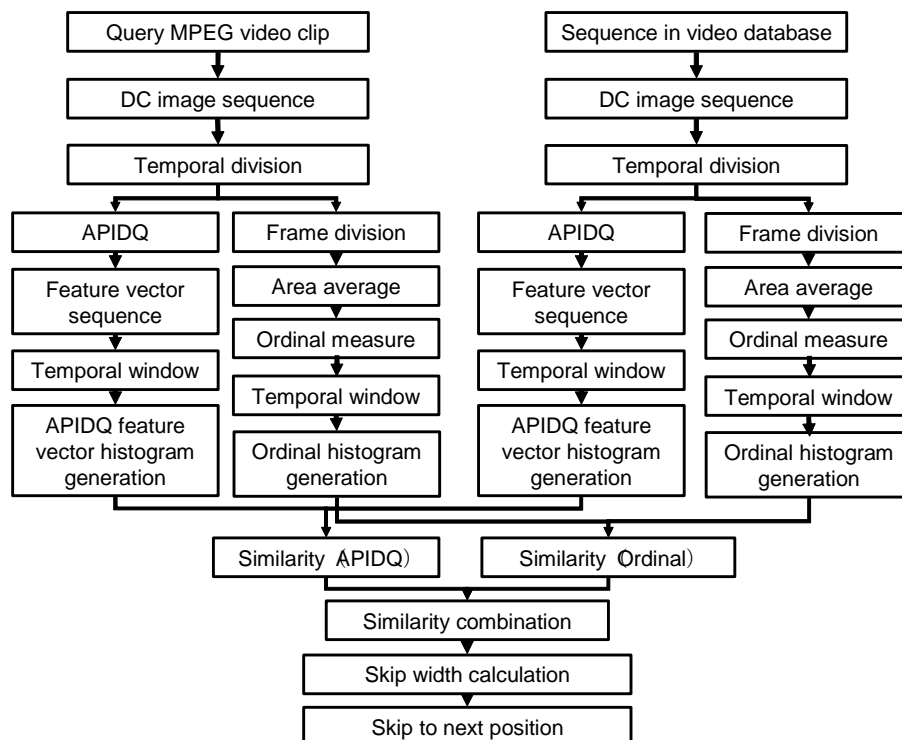 Query MPEG video clip
Sequence in video database
DC image sequence
DC image sequence
Temporal division
Temporal division
APIDQ
Frame division
APIDQ
Frame division
Feature vector
sequence
Area average
Feature vector
sequence
Area average
Ordinal measure
Ordinal measure
Temporal window
Temporal window
Temporal window
Temporal window
APIDQ feature
vector histogram
generation
Ordinal histogram
generation
APIDQ feature
vector histogram
generation
Ordinal histogram
generation
Similarity (APIDQ)
Similarity (Ordinal)
Similarity combination
Skip width calculation
Skip to next position